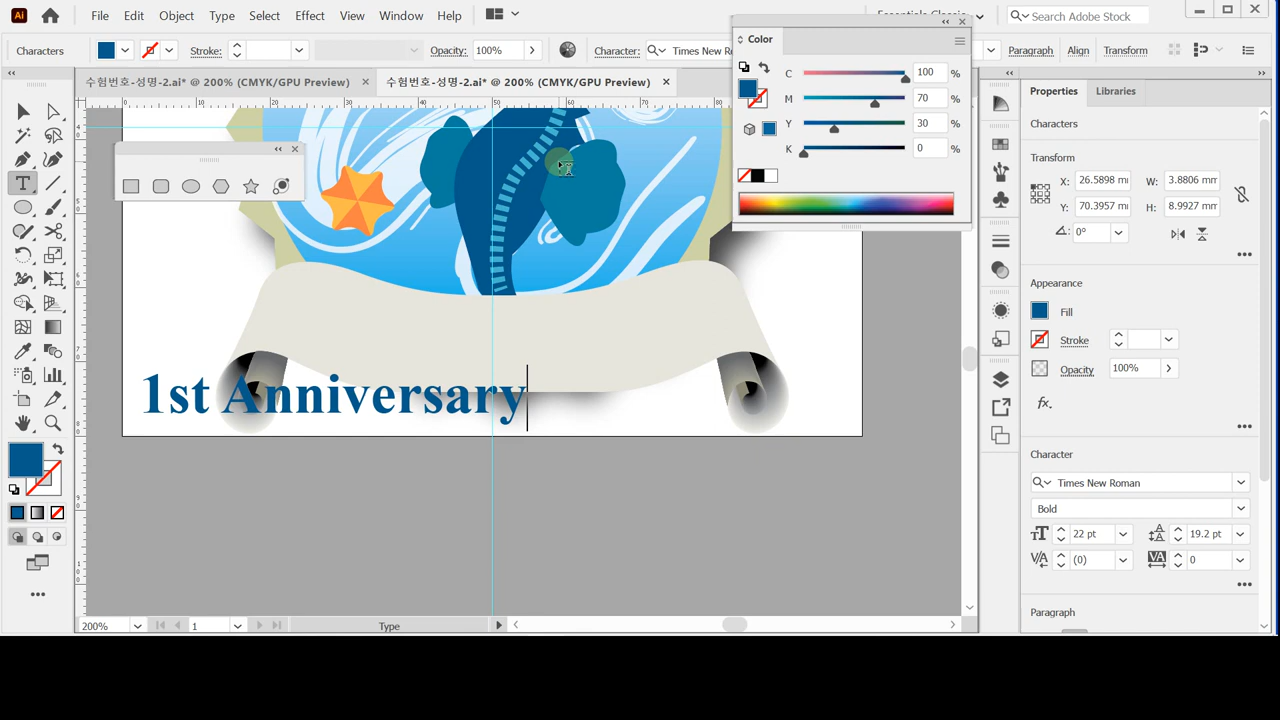 Ai
File Edit Object Type Select Effect View Window Help
Search Adobe Stock
Characters
Stroke:
Opacity: 100%
Character:
Times New R
Paragraph Align Transform
수험번호-성명-2.ai* @ 200% (CMYK/GPU Preview) ×
수험번호-성명-2.ai* @ 200% (CMYK/GPU Preview) ×
Color
C 100 %
M 70 %
Y 30 %
K 0 %
Properties Libraries
Characters
Transform
X: 26.5898 mm W: 3.8806 mm
Y: 70.3957 mm H: 8.9927 mm
0°
Appearance
Fill
Stroke
Opacity 100%
fx.
Character
Times New Roman
Bold
22 pt 19.2 pt
(0) 0
Paragraph
1st Anniversary
200% 1 Type